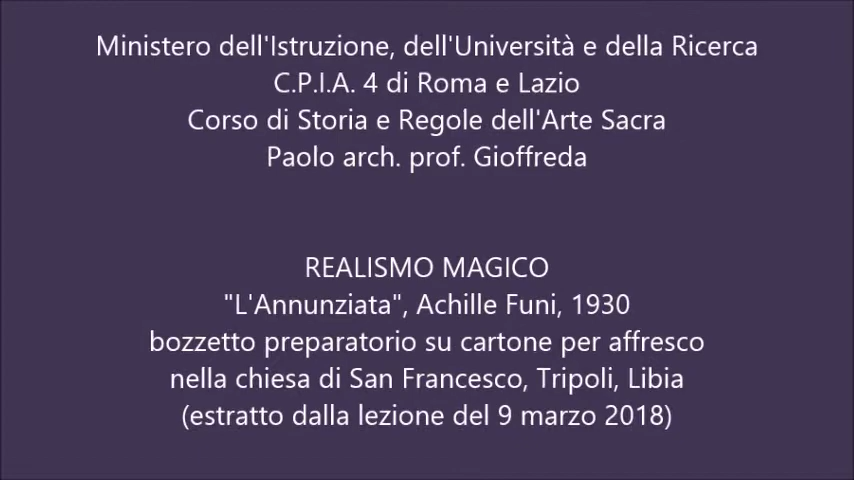 Ministero dell'Istruzione, dell'Università e della Ricerca
C.P.I.A. 4 di Roma e Lazio
Corso di Storia e Regole dell'Arte Sacra
Paolo arch. prof. Gioffreda
REALISMO MAGICO
"L'Annunziata", Achille Funi, 1930
bozzetto preparatorio su cartone per affresco
nella chiesa di San Francesco, Tripoli, Libia
(estratto dalla lezione del 9 marzo 2018)